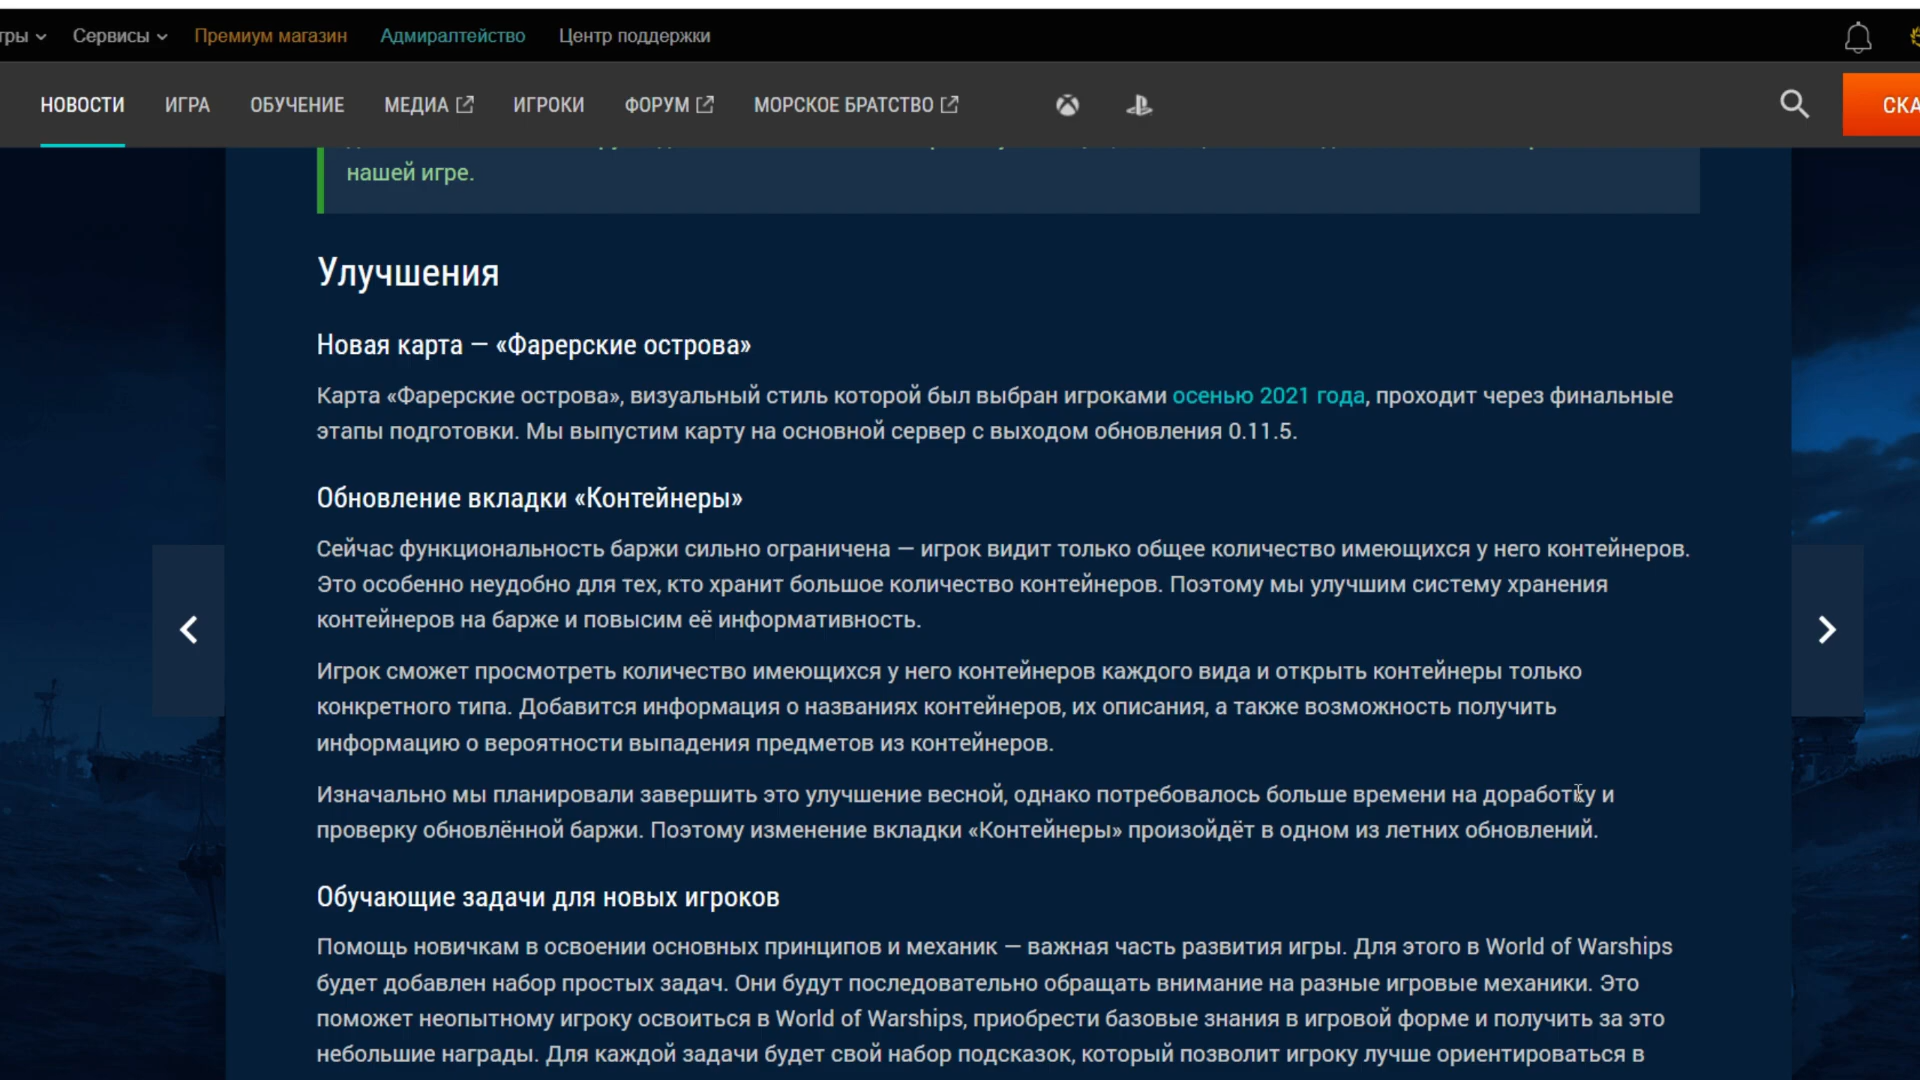 Сервисы
Премиум магазин
Адмиралтейство
Центр поддержки
НОВОСТИ
ИГРА
ОБУЧЕНИЕ
МЕДИА
ИГРОКИ
ФОРУМ
МОРСКОЕ БРАТСТВО
СКА
нашей игре.
Улучшения
Новая карта — «Фарерские острова»
Карта «Фарерские острова», визуальный стиль которой был выбран игроками осенью 2021 года, проходит через финальные
этапы подготовки. Мы выпустим карту на основной сервер с выходом обновления 0.11.5.
Обновление вкладки «Контейнеры»
Сейчас функциональность баржи сильно ограничена — игрок видит только общее количество имеющихся у него контейнеров.
Это особенно неудобно для тех, кто хранит большое количество контейнеров. Поэтому мы улучшим систему хранения
контейнеров на барже и повысим её информативность.
Игрок сможет просмотреть количество имеющихся у него контейнеров каждого вида и открыть контейнеры только
конкретного типа. Добавится информация о названиях контейнеров, их описания, а также возможность получить
информацию о вероятности выпадения предметов из контейнеров.
Изначально мы планировали завершить это улучшение весной, однако потребовалось больше времени на доработку и
проверку обновлённой баржи. Поэтому изменение вкладки «Контейнеры» произойдёт в одном из летних обновлений.
Обучающие задачи для новых игроков
Помощь новичкам в освоении основных принципов и механик — важная часть развития игры. Для этого в World of Warships
будет добавлен набор простых задач. Они будут последовательно обращать внимание на разные игровые механики. Это
поможет неопытному игроку освоиться в World of Warships, приобрести базовые знания в игровой форме и получить за это
небольшие награды. Для каждой задачи будет свой набор подсказок, который позволит игроку лучше ориентироваться в